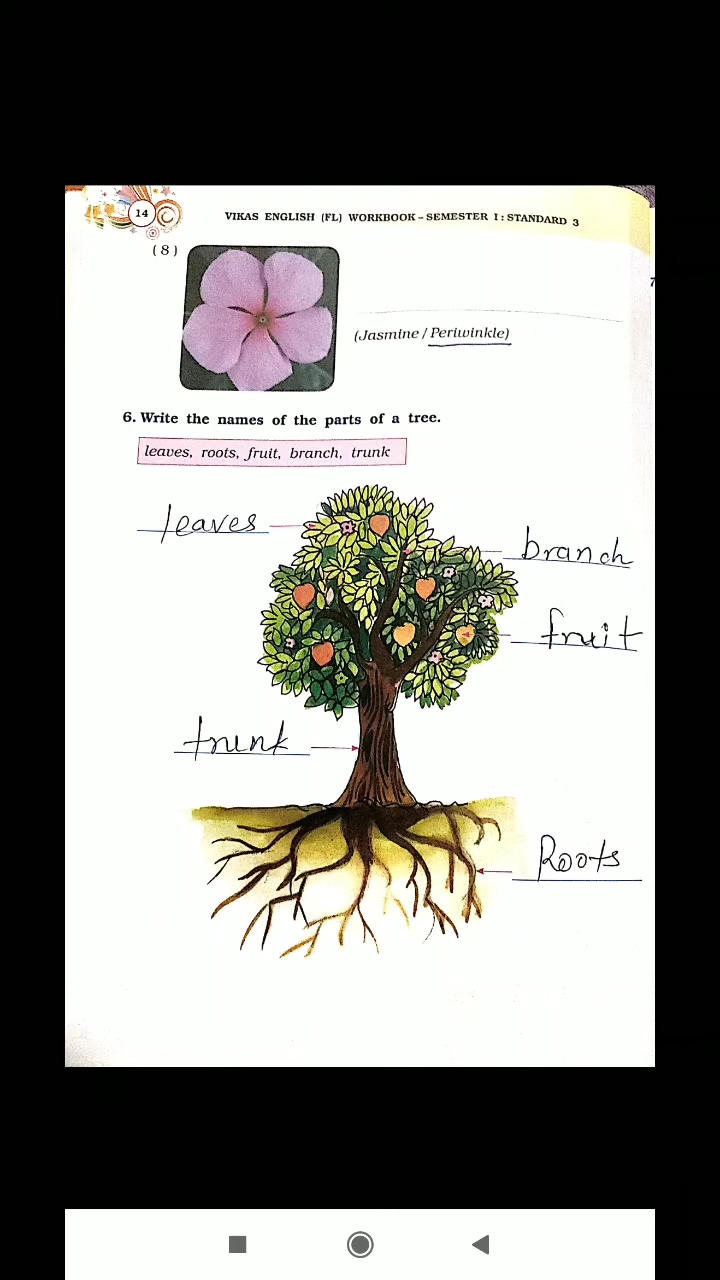 14
VIKAS ENGLISH (FL) WORKBOOK – SEMESTER I : STANDARD 3
(8)
7
(Jasmine / Periwinkle)
6. Write the names of the parts of a tree.
leaves, roots, fruit, branch, trunk
leaves
branch
fruit
trunk
Roots